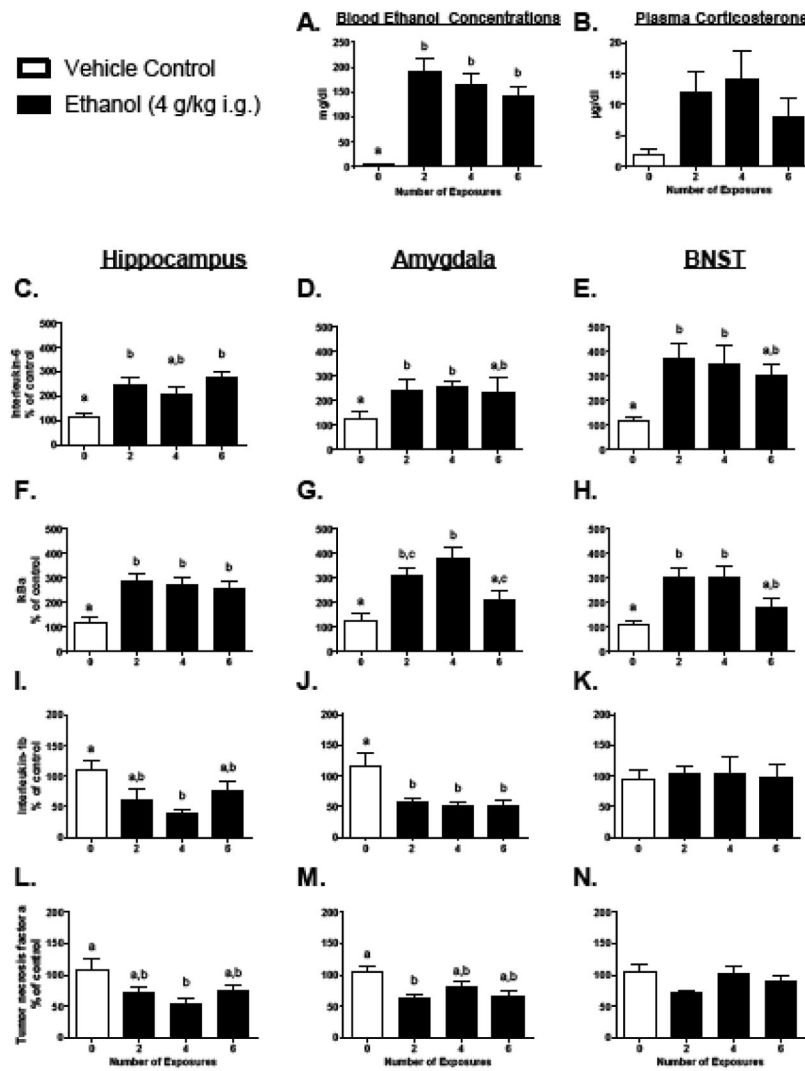 A. Blood Ethanol Concentrations
B. Plasma Corticosterone
Vehicle Control
Ethanol (4 g/kg i.g.)
mg/dl
250
200
150
100
50
0
a
b
b
b
0 2 4 6
Number of Exposures
µg/dl
20
15
10
5
0
0 2 4 6
Number of Exposures
Hippocampus
Amygdala
BNST
C.
Interleukin-6
% of control
500
400
300
200
100
0
a
b
a,b
b
0 2 4 6
D.
500
400
300
200
100
0
a
b
b
a,b
0 2 4 6
E.
500
400
300
200
100
0
a
b
b
a,b
0 2 4 6
F.
IkBa
% of control
500
400
300
200
100
0
a
b
b
b
0 2 4 6
G.
500
400
300
200
100
0
a
b,c
b
a,c
0 2 4 6
H.
500
400
300
200
100
0
a
b
b
a,b
0 2 4 6
I.
Interleukin-1b
% of control
200
150
100
50
0
a
a,b
b
a,b
0 2 4 6
J.
200
150
100
50
0
a
b
b
b
0 2 4 6
K.
200
150
100
50
0
0 2 4 6
L.
Tumor necrosis factor a
% of control
200
150
100
50
0
a
a,b
b
a,b
0 2 4 6
Number of Exposures
M.
200
150
100
50
0
a
b
a,b
a,b
0 2 4 6
Number of Exposures
N.
200
150
100
50
0
0 2 4 6
Number of Exposures